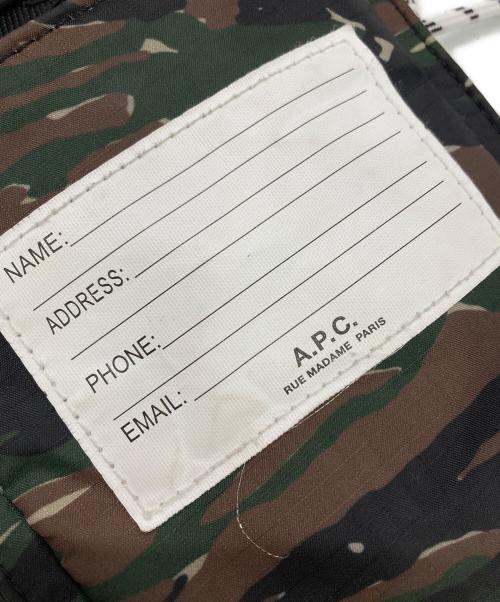 NAME:
ADDRESS:
PHONE:
EMAIL:
A.P.C.
RUE MADAME PARIS